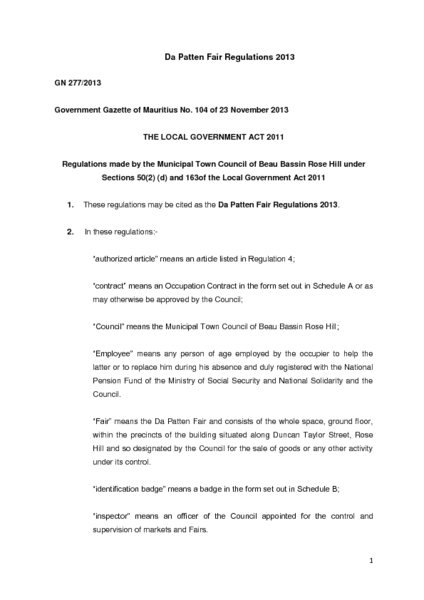 Da Patten Fair Regulations 2013
GN 277/2013
Government Gazette of Mauritius No. 104 of 23 November 2013
THE LOCAL GOVERNMENT ACT 2011
Regulations made by the Municipal Town Council of Beau Bassin Rose Hill under
Sections 50(2) (d) and 163of the Local Government Act 2011
1. These regulations may be cited as the Da Patten Fair Regulations 2013.
2. In these regulations:-
“authorized article” means an article listed in Regulation 4;
“contract” means an Occupation Contract in the form set out in Schedule A or as
may otherwise be approved by the Council;
“Council” means the Municipal Town Council of Beau Bassin Rose Hill;
“Employee” means any person of age employed by the occupier to help the
latter or to replace him during his absence and duly registered with the National
Pension Fund of the Ministry of Social Security and National Solidarity and the
Council.
“Fair” means the Da Patten Fair and consists of the whole space, ground floor,
within the precincts of the building situated along Duncan Taylor Street, Rose
Hill and so designated by the Council for the sale of goods or any other activity
under its control.
“identification badge” means a badge in the form set out in Schedule B;
“inspector” means an officer of the Council appointed for the control and
supervision of markets and Fairs.
1